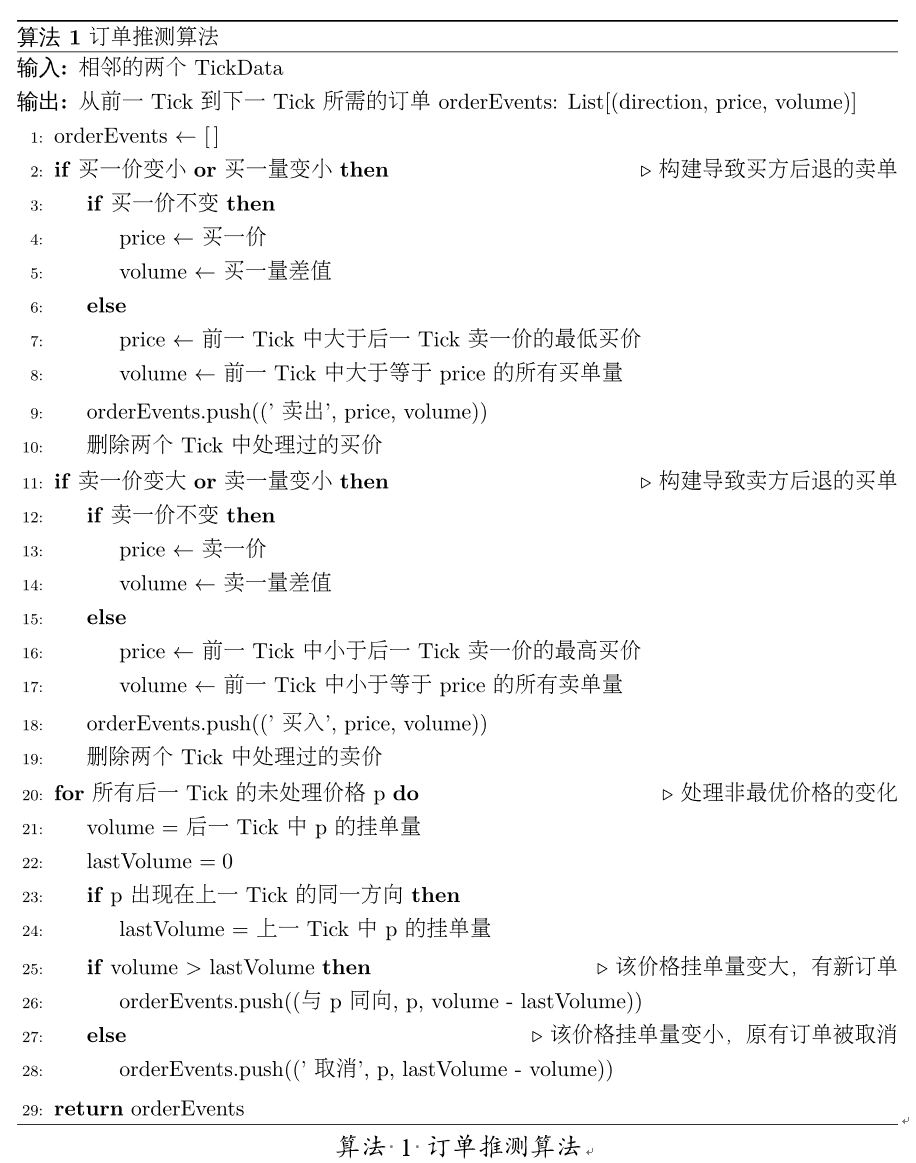 算法 1 订单推测算法
输入: 相邻的两个 TickData
输出: 从前一 Tick 到下一 Tick 所需的订单 orderEvents: List[(direction, price, volume)]
1: orderEvents ← [ ]
2: if 买一价变小 or 买一量变小 then ▷ 构建导致买方后退的卖单
3: if 买一价不变 then
4: price ← 买一价
5: volume ← 买一量差值
6: else
7: price ← 前一 Tick 中大于后一 Tick 卖一价的最低买价
8: volume ← 前一 Tick 中大于等于 price 的所有买单量
9: orderEvents.push((’ 卖出’, price, volume))
10: 删除两个 Tick 中处理过的买价
11: if 卖一价变大 or 卖一量变小 then ▷ 构建导致卖方后退的买单
12: if 卖一价不变 then
13: price ← 卖一价
14: volume ← 卖一量差值
15: else
16: price ← 前一 Tick 中小于后一 Tick 卖一价的最高买价
17: volume ← 前一 Tick 中小于等于 price 的所有卖单量
18: orderEvents.push((’ 买入’, price, volume))
19: 删除两个 Tick 中处理过的卖价
20: for 所有后一 Tick 的未处理价格 p do ▷ 处理非最优价格的变化
21: volume = 后一 Tick 中 p 的挂单量
22: lastVolume = 0
23: if p 出现在上一 Tick 的同一方向 then
24: lastVolume = 上一 Tick 中 p 的挂单量
25: if volume > lastVolume then ▷ 该价格挂单量变大，有新订单
26: orderEvents.push((与 p 同向, p, volume - lastVolume))
27: else ▷ 该价格挂单量变小，原有订单被取消
28: orderEvents.push((’ 取消’, p, lastVolume - volume))
29: return orderEvents
算法 1 订单推测算法